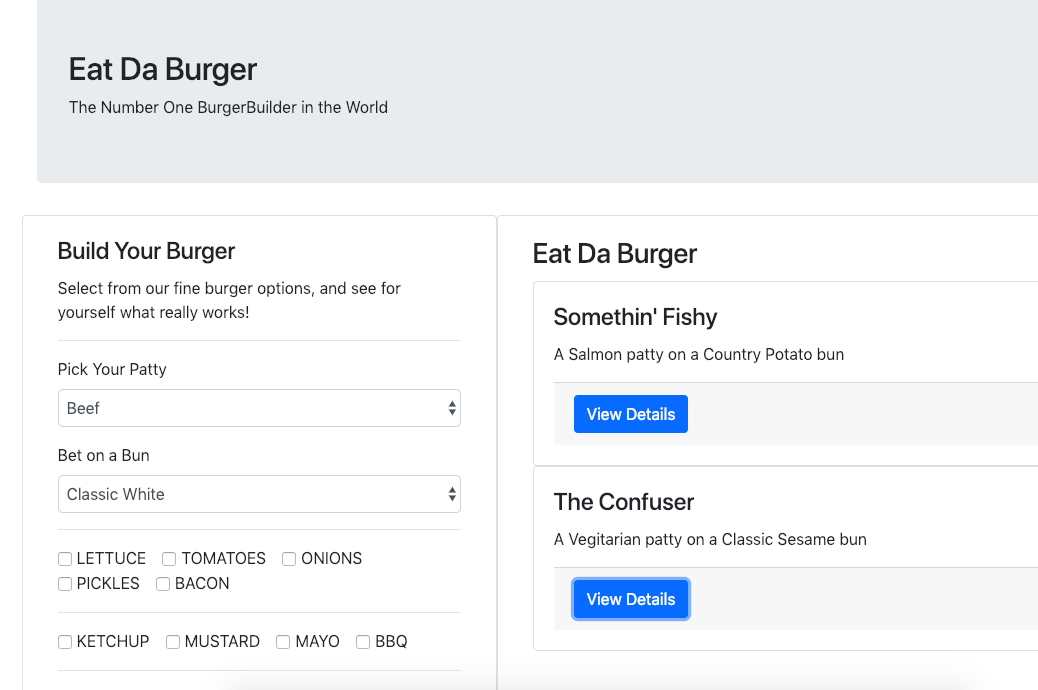 Eat Da Burger
The Number One BurgerBuilder in the World
Build Your Burger
Select from our fine burger options, and see for
yourself what really works!
Pick Your Patty
Beef
Bet on a Bun
Classic White
LETTUCE TOMATOES ONIONS
PICKLES BACON
KETCHUP MUSTARD MAYO BBQ
Eat Da Burger
Somethin' Fishy
A Salmon patty on a Country Potato bun
View Details
The Confuser
A Vegitarian patty on a Classic Sesame bun
View Details